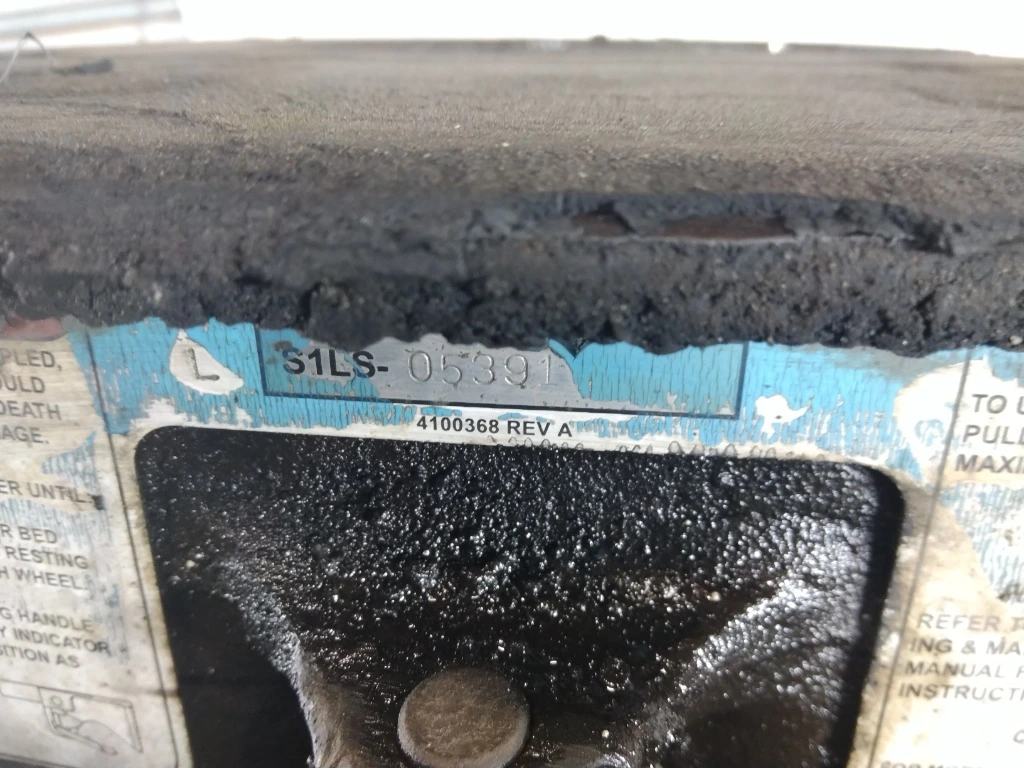 PLED,
OULD
DEATH
AGE.
ER UNTIL
R BED
RESTING
H WHEEL.
G HANDLE
Y INDICATOR
SITION AS
L
S1LS- 05391
4100368 REV A
TO U
PULL
MAXI
REFER T
ING & MA
MANUAL F
INSTRUCTI